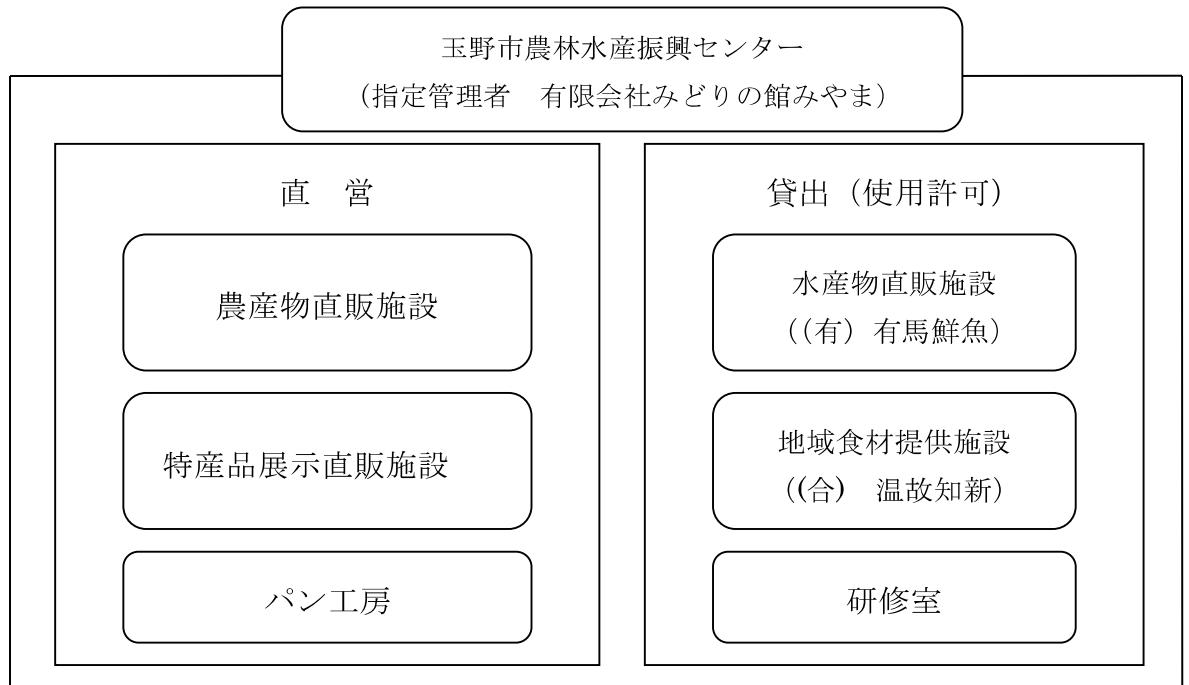 玉野市農林水産振興センター
（指定管理者　有限会社みどりの館みやま）
直　営
農産物直販施設
特産品展示直販施設
パン工房
貸出（使用許可）
水産物直販施設
（（有）有馬鮮魚）
地域食材提供施設
（（合）　温故知新）
研修室